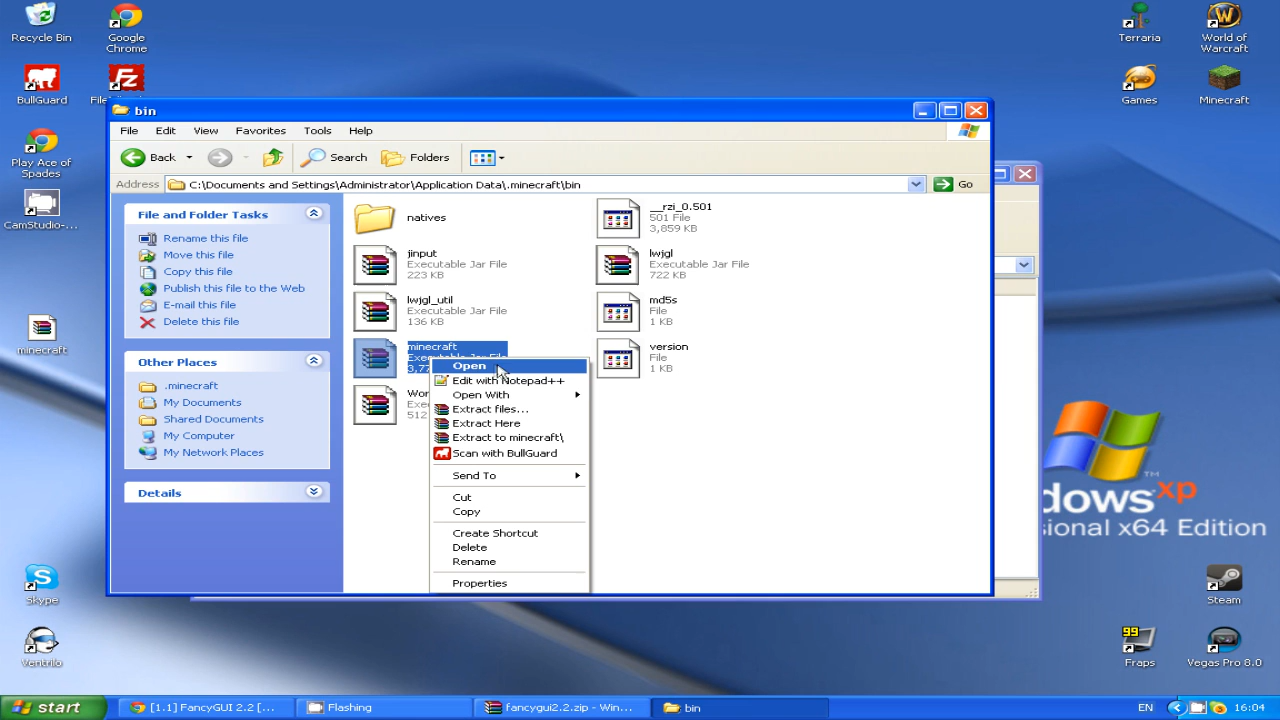 Recycle Bin
Google
Chrome
Terraria
World of
Warcraft
BullGuard
Games
Minecraft
Play Ace of
Spades
CamStudio-...
minecraft
Skype
Ventrilo
Steam
99
Fraps
Vegas Pro 8.0
bin
File Edit View Favorites Tools Help
Back Search Folders
Address C:\Documents and Settings\Administrator\Application Data\.minecraft\bin Go
File and Folder Tasks
Rename this file
Move this file
Copy this file
Publish this file to the Web
E-mail this file
Delete this file
Other Places
.minecraft
My Documents
Shared Documents
My Computer
My Network Places
Details
natives
__rzi_0.501
501 File
3,859 KB
jinput
Executable Jar File
223 KB
lwjgl
Executable Jar File
722 KB
lwjgl_util
Executable Jar File
136 KB
md5s
File
1 KB
minecraft
Executable Jar File
version
File
1 KB
512
Open
Edit with Notepad++
Open With
Extract files...
Extract Here
Extract to minecraft\
Scan with BullGuard
Send To
Cut
Copy
Create Shortcut
Delete
Rename
Properties
dows xp
sional x64 Edition
TM
start
[1.1] FancyGUI 2.2 [...
Flashing
fancygui2.2.zip - Win...
bin
EN
16:04